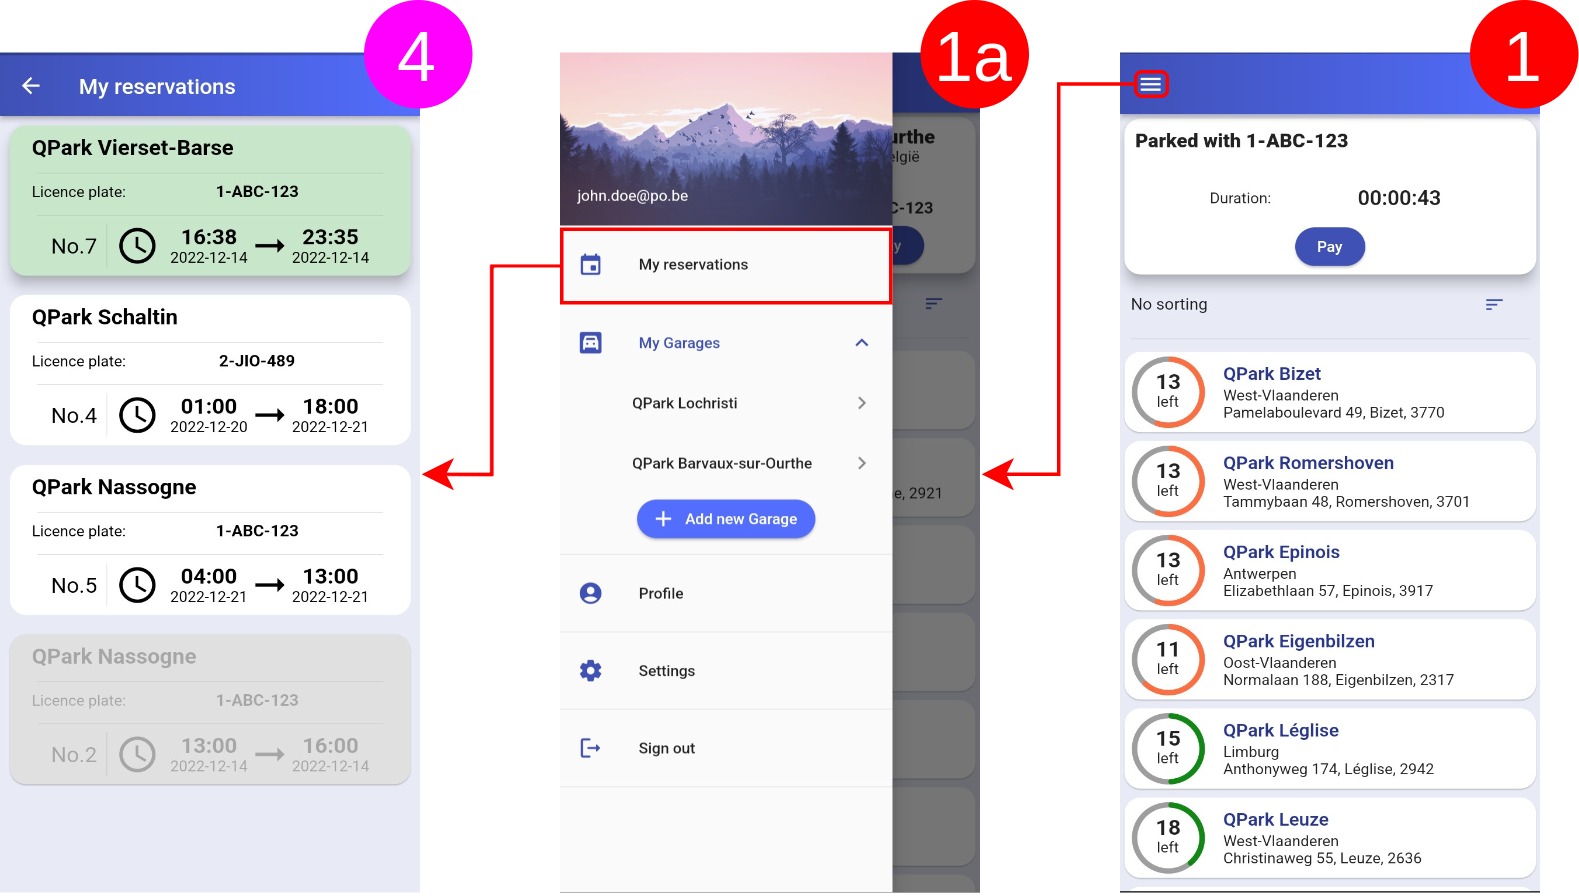 4
My reservations
QPark Vierset-Barse
Licence plate: 1-ABC-123
No.7 16:38 23:35
2022-12-14 2022-12-14
QPark Schaltin
Licence plate: 2-JIO-489
No.4 01:00 18:00
2022-12-20 2022-12-21
QPark Nassogne
Licence plate: 1-ABC-123
No.5 04:00 13:00
2022-12-21 2022-12-21
QPark Nassogne
Licence plate: 1-ABC-123
No.2 13:00 16:00
2022-12-14 2022-12-14
1a
john.doe@po.be
My reservations
My Garages
QPark Lochristi
QPark Barvaux-sur-Ourthe
Add new Garage
Profile
Settings
Sign out
urthe
elgië
C-123
y
e, 2921
1
Parked with 1-ABC-123
Duration: 00:00:43
Pay
No sorting
13 left
QPark Bizet
West-Vlaanderen
Pamelaboulevard 49, Bizet, 3770
13 left
QPark Romershoven
West-Vlaanderen
Tammybaan 48, Romershoven, 3701
13 left
QPark Epinois
Antwerpen
Elizabethlaan 57, Epinois, 3917
11 left
QPark Eigenbilzen
Oost-Vlaanderen
Normalaan 188, Eigenbilzen, 2317
15 left
QPark Léglise
Limburg
Anthonyweg 174, Léglise, 2942
18 left
QPark Leuze
West-Vlaanderen
Christinaweg 55, Leuze, 2636